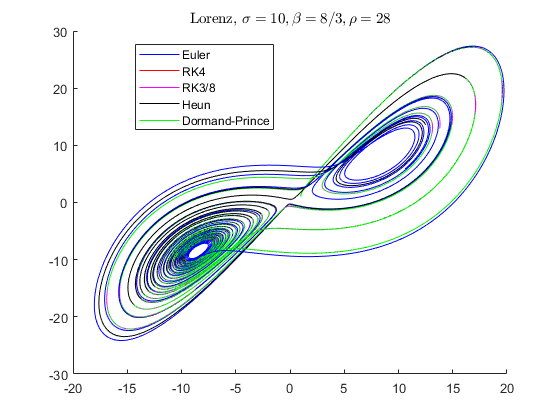 Lorenz, σ = 10, β = 8/3, ρ = 28
Euler
RK4
RK3/8
Heun
Dormand-Prince
30
20
10
0
-10
-20
-30
-20 -15 -10 -5 0 5 10 15 20